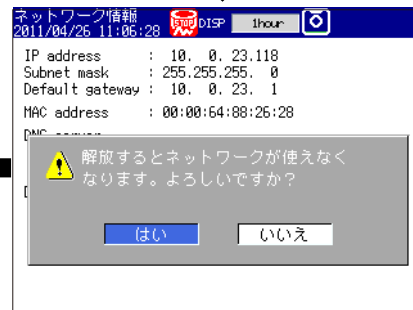 ネットワーク情報
2011/04/26 11:06:28 STOP DISP 1hour
IP address : 10. 0. 23.118
Subnet mask : 255.255.255. 0
Default gateway : 10. 0. 23. 1
MAC address : 00:00:64:88:26:28
解放するとネットワークが使えなく
なります。よろしいですか?
はい いいえ